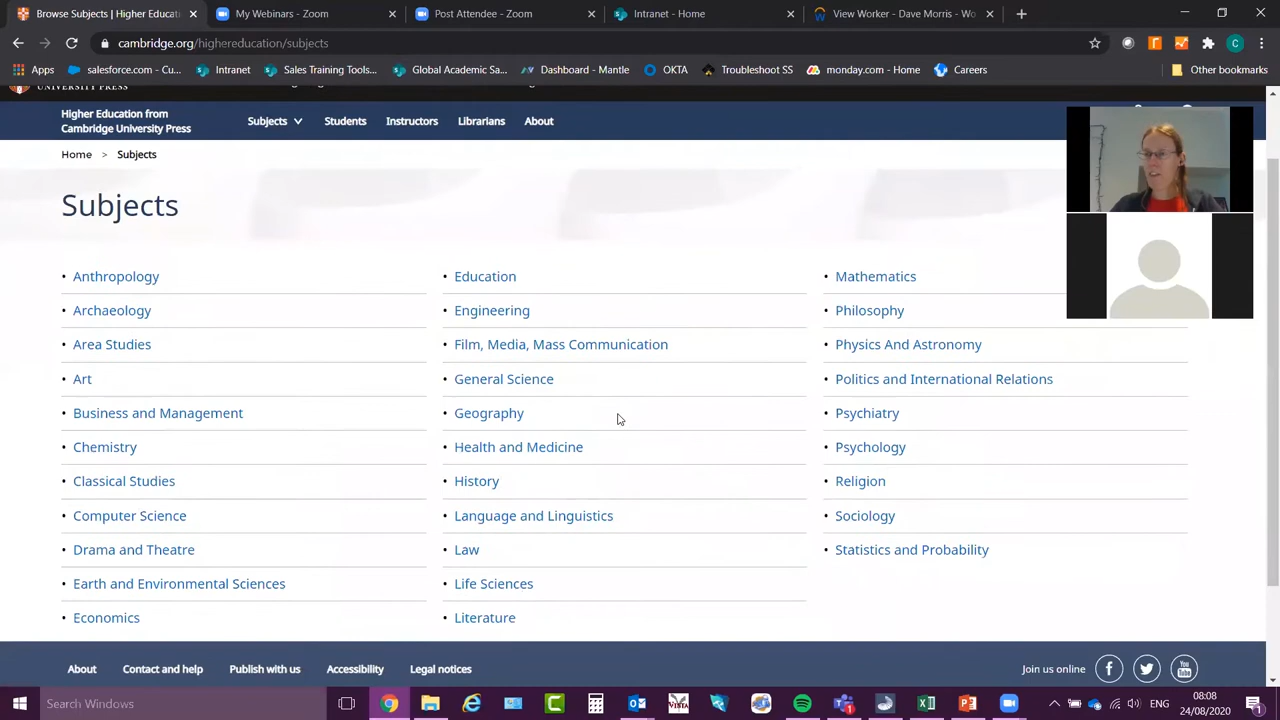 Browse Subjects | Higher Educat
My Webinars - Zoom
Post Attendee - Zoom
Intranet - Home
View Worker - Dave Morris - Wo
cambridge.org/highereducation/subjects
C
Apps
salesforce.com - Cu...
Intranet
Sales Training Tools...
Global Academic Sa...
Dashboard - Mantle
OKTA
Troubleshoot SS
monday.com - Home
Careers
Other bookmarks
UNIVERSITY PRESS
Higher Education from
Cambridge University Press
Subjects
Students
Instructors
Librarians
About
Home > Subjects
Subjects
• Anthropology
• Archaeology
• Area Studies
• Art
• Business and Management
• Chemistry
• Classical Studies
• Computer Science
• Drama and Theatre
• Earth and Environmental Sciences
• Economics
• Education
• Engineering
• Film, Media, Mass Communication
• General Science
• Geography
• Health and Medicine
• History
• Language and Linguistics
• Law
• Life Sciences
• Literature
• Mathematics
• Philosophy
• Physics And Astronomy
• Politics and International Relations
• Psychiatry
• Psychology
• Religion
• Sociology
• Statistics and Probability
About
Contact and help
Publish with us
Accessibility
Legal notices
Join us online
Search Windows
VISTA
ENG
08:08
24/08/2020